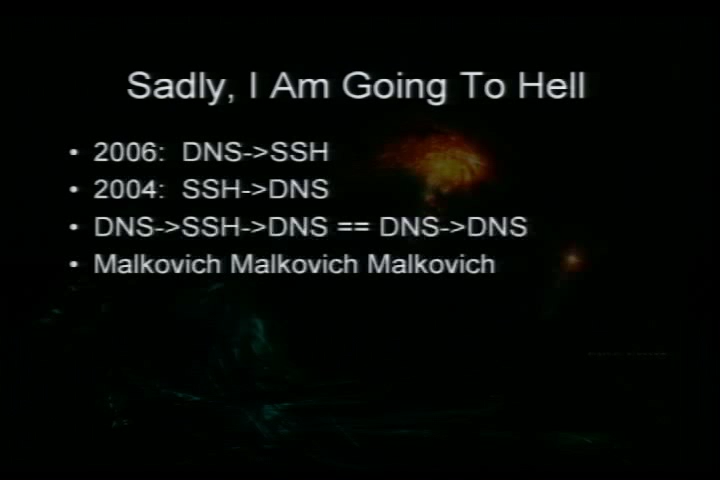 Sadly, I Am Going To Hell
• 2006: DNS->SSH
• 2004: SSH->DNS
• DNS->SSH->DNS == DNS->DNS
• Malkovich Malkovich Malkovich